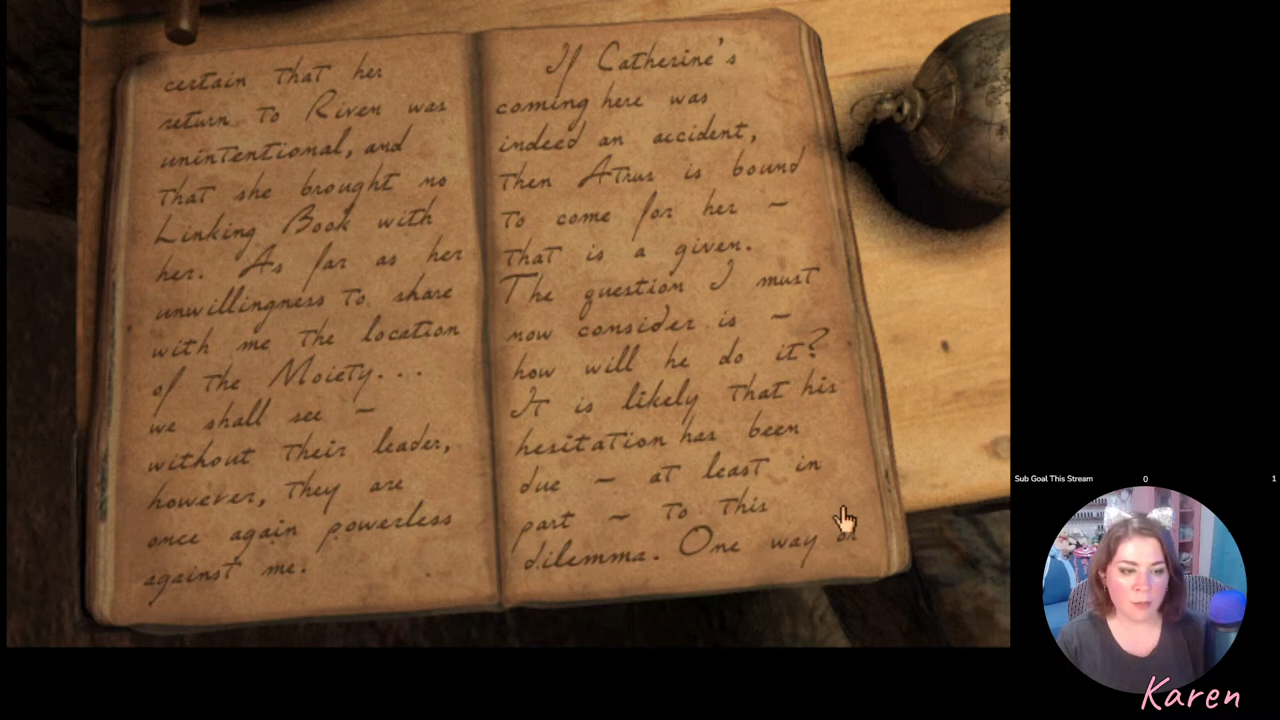 certain that her
return to Riven was
unintentional, and
that she brought no
Linking Book with
her. As far as her
unwillingness to share
with me the location
of the Moiety...
we shall see –
without their leader,
however, they are
once again powerless
against me.
If Catherine's
coming here was
indeed an accident,
then Atrus is bound
to come for her –
that is a given.
The question I must
now consider is –
how will he do it?
It is likely that his
hesitation has been
due – at least in
part – to this
dilemma. One way or
Sub Goal This Stream 0 1
Karen